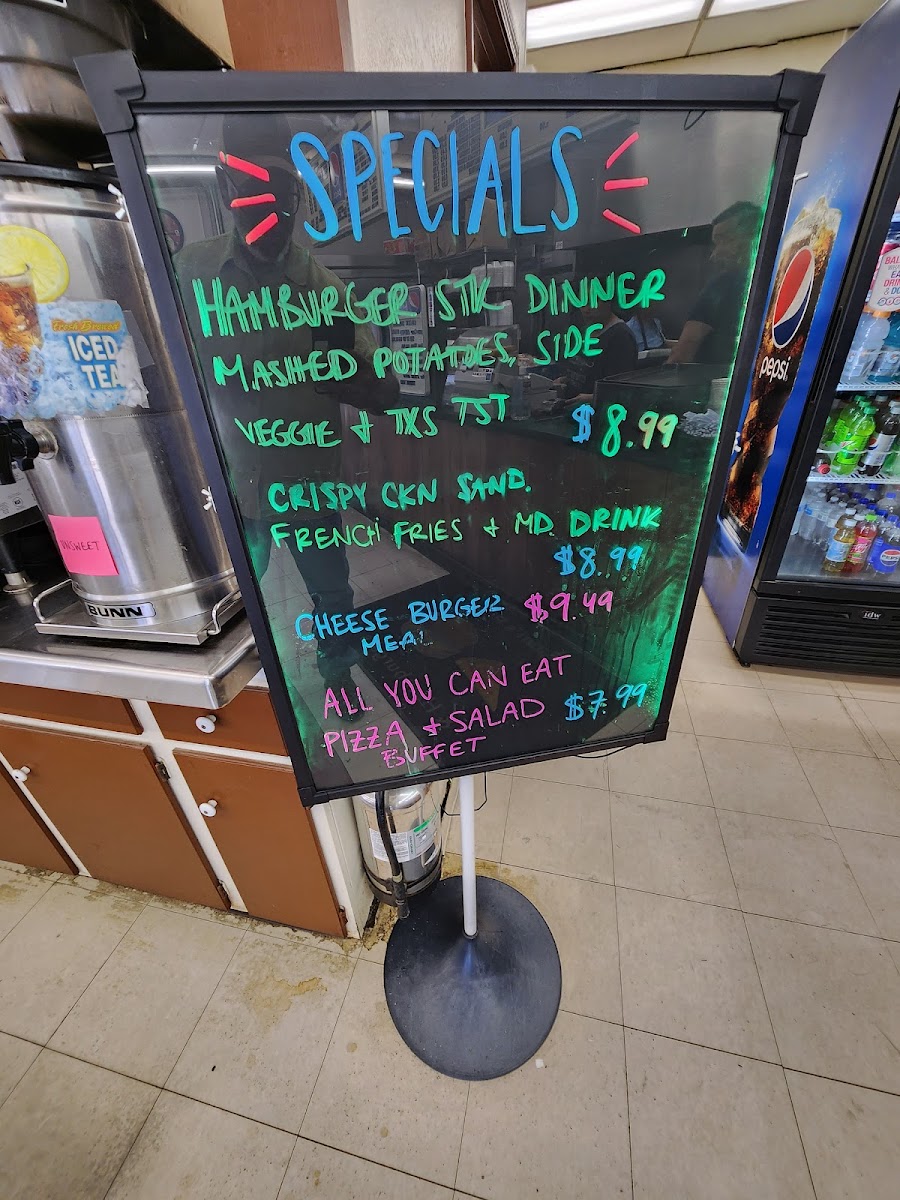 SPECIALS
HAMBURGER STK DINNER
MASHED POTATOES, SIDE
VEGGIE & TXS TST $8.99
CRISPY CKN SAND.
FRENCH FRIES & MD. DRINK
$8.99
CHEESE BURGER $9.49
MEAL
ALL YOU CAN EAT
PIZZA & SALAD $7.99
BUFFET
ICED
TEA
UNSWEET
BUNN
pepsi